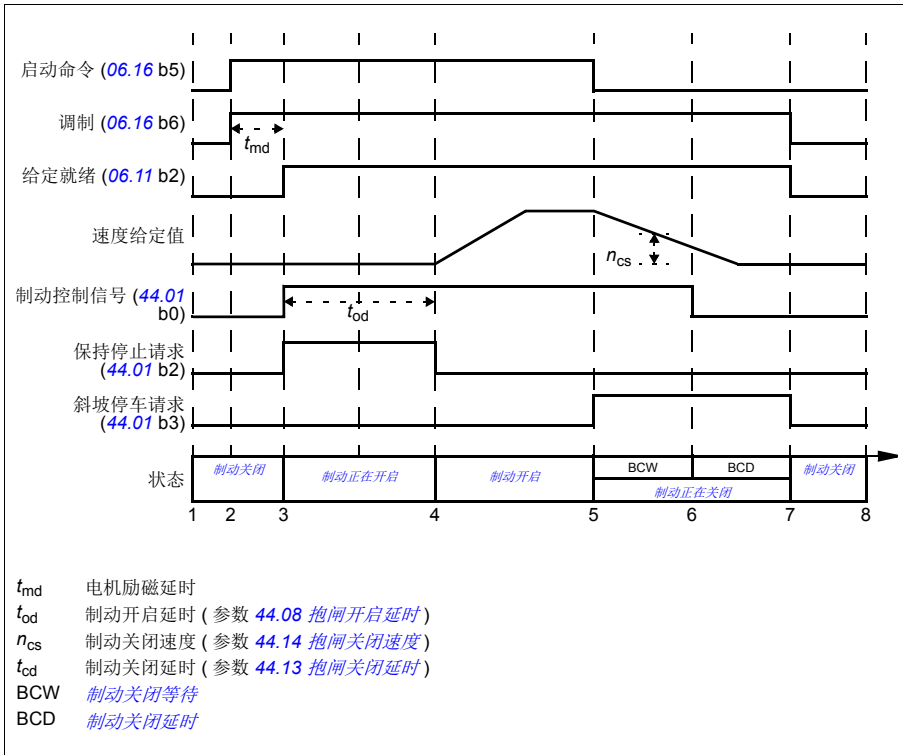 启动命令 (06.16 b5)
调制 (06.16 b6)
tmd
给定就绪 (06.11 b2)
速度给定值
ncs
制动控制信号 (44.01
b0)
tod
保持停止请求
(44.01 b2)
斜坡停车请求
(44.01 b3)
状态 制动关闭 制动正在开启 制动开启 BCW BCD 制动关闭
制动正在关闭
1 2 3 4 5 6 7 8
tmd 电机励磁延时
tod 制动开启延时 ( 参数 44.08 抱闸开启延时 )
ncs 制动关闭速度 ( 参数 44.14 抱闸关闭速度 )
tcd 制动关闭延时 ( 参数 44.13 抱闸关闭延时 )
BCW 制动关闭等待
BCD 制动关闭延时